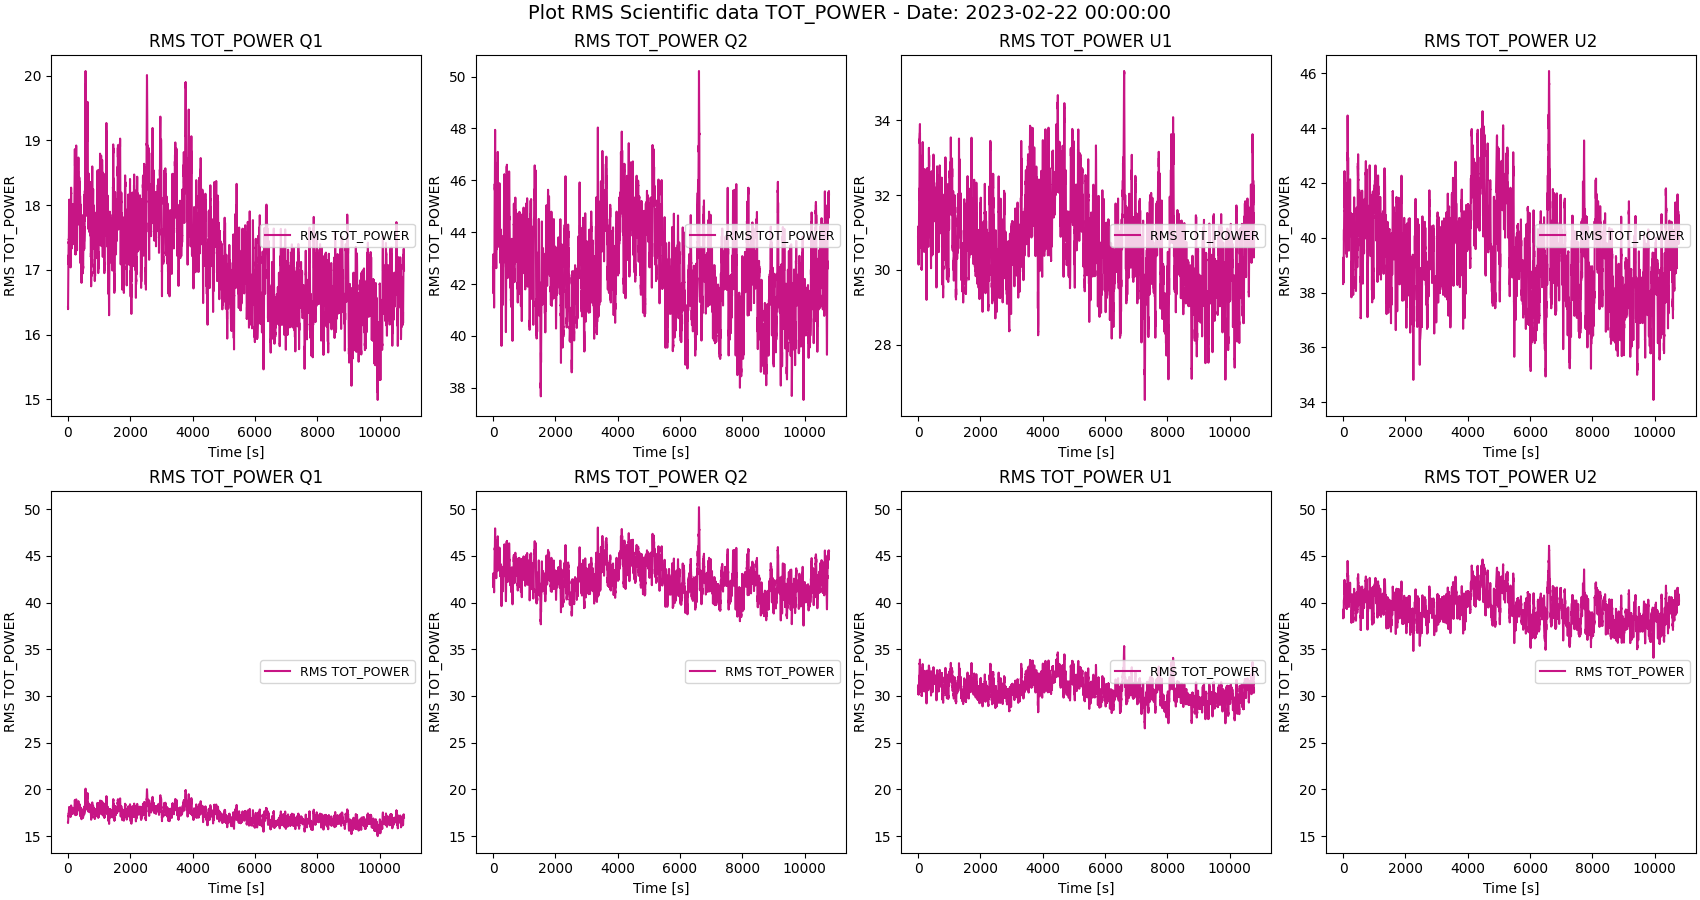 Plot RMS Scientific data TOT_POWER - Date: 2023-02-22 00:00:00
RMS TOT_POWER Q1
RMS TOT_POWER
20
19
18
17
16
15
RMS TOT_POWER
0 2000 4000 6000 8000 10000
Time [s]
RMS TOT_POWER Q2
RMS TOT_POWER
50
48
46
44
42
40
38
RMS TOT_POWER
0 2000 4000 6000 8000 10000
Time [s]
RMS TOT_POWER U1
RMS TOT_POWER
34
32
30
28
RMS TOT_POWER
0 2000 4000 6000 8000 10000
Time [s]
RMS TOT_POWER U2
RMS TOT_POWER
46
44
42
40
38
36
34
RMS TOT_POWER
0 2000 4000 6000 8000 10000
Time [s]
RMS TOT_POWER Q1
RMS TOT_POWER
50
45
40
35
30
25
20
15
RMS TOT_POWER
0 2000 4000 6000 8000 10000
Time [s]
RMS TOT_POWER Q2
RMS TOT_POWER
50
45
40
35
30
25
20
15
RMS TOT_POWER
0 2000 4000 6000 8000 10000
Time [s]
RMS TOT_POWER U1
RMS TOT_POWER
50
45
40
35
30
25
20
15
RMS TOT_POWER
0 2000 4000 6000 8000 10000
Time [s]
RMS TOT_POWER U2
RMS TOT_POWER
50
45
40
35
30
25
20
15
RMS TOT_POWER
0 2000 4000 6000 8000 10000
Time [s]